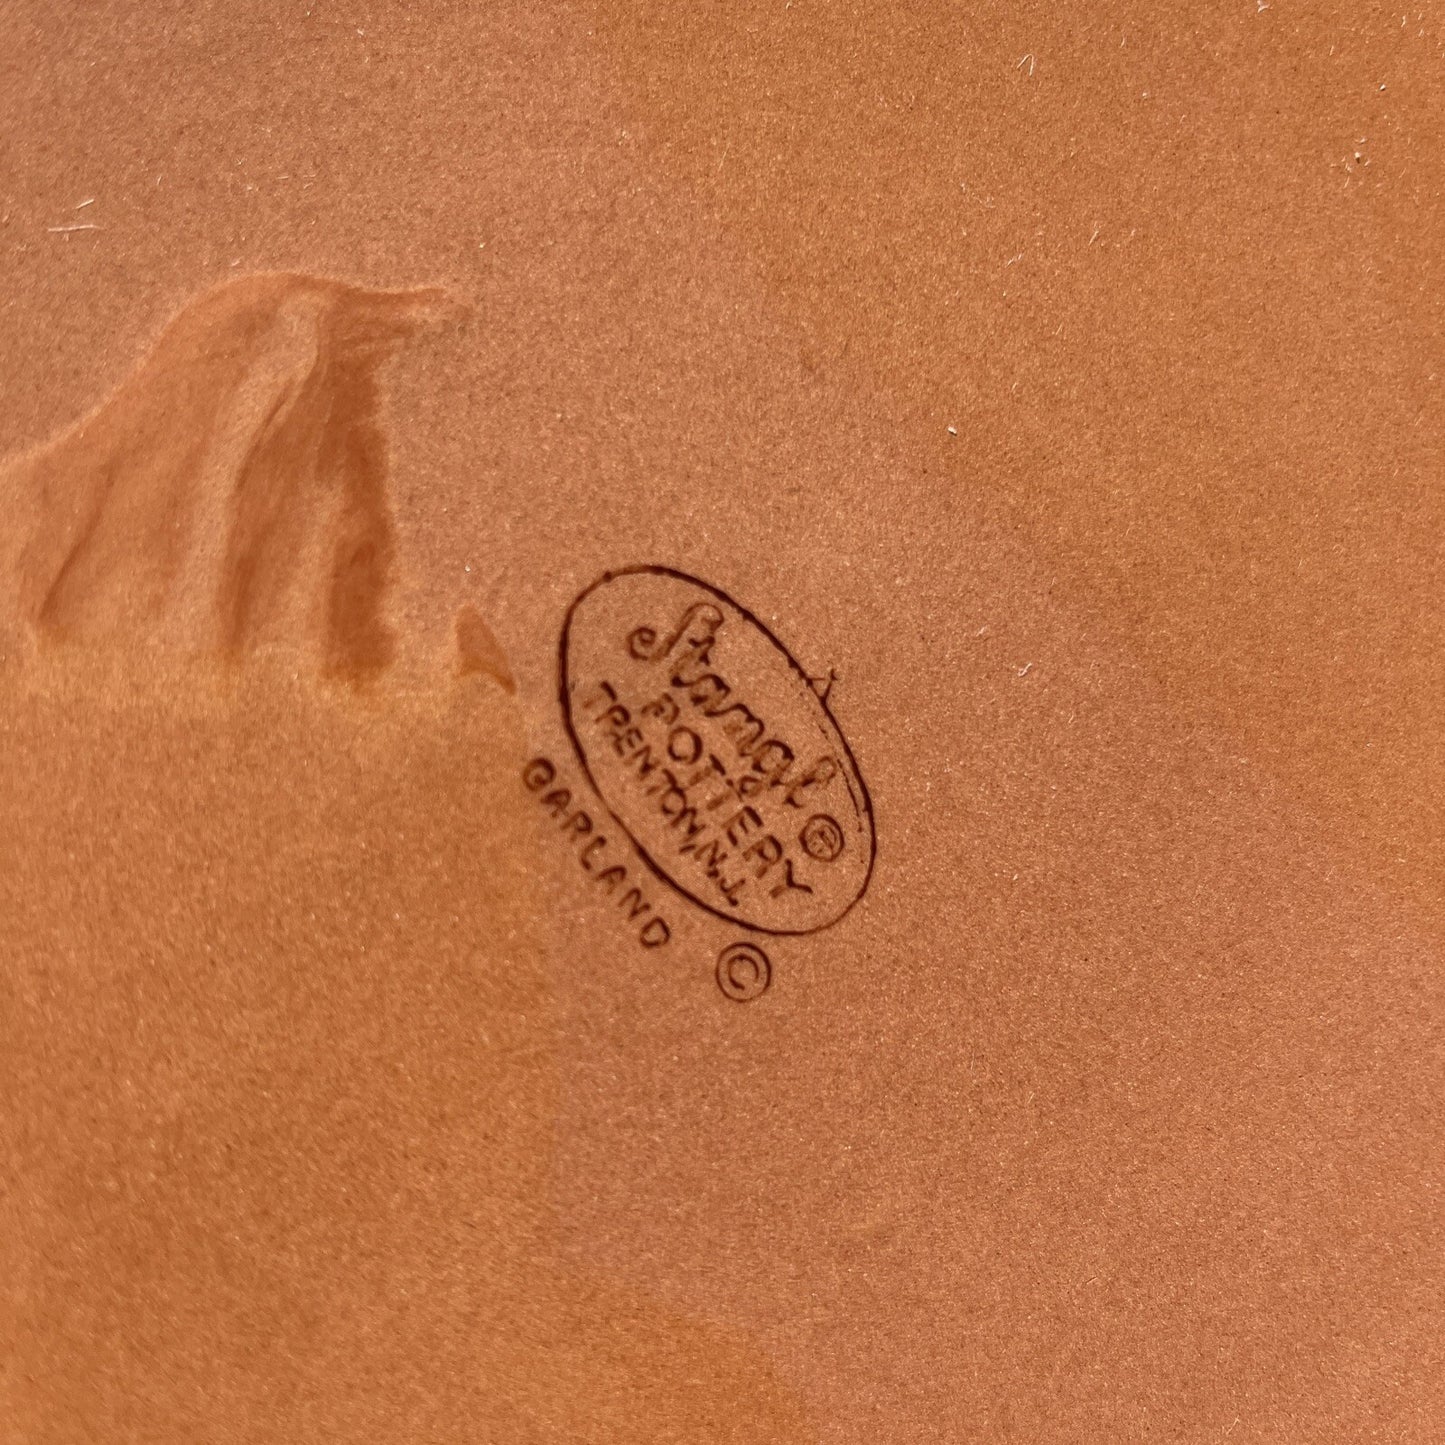 Stangl ®
POTTERY
TRENTON, N.J.
GARLAND ©